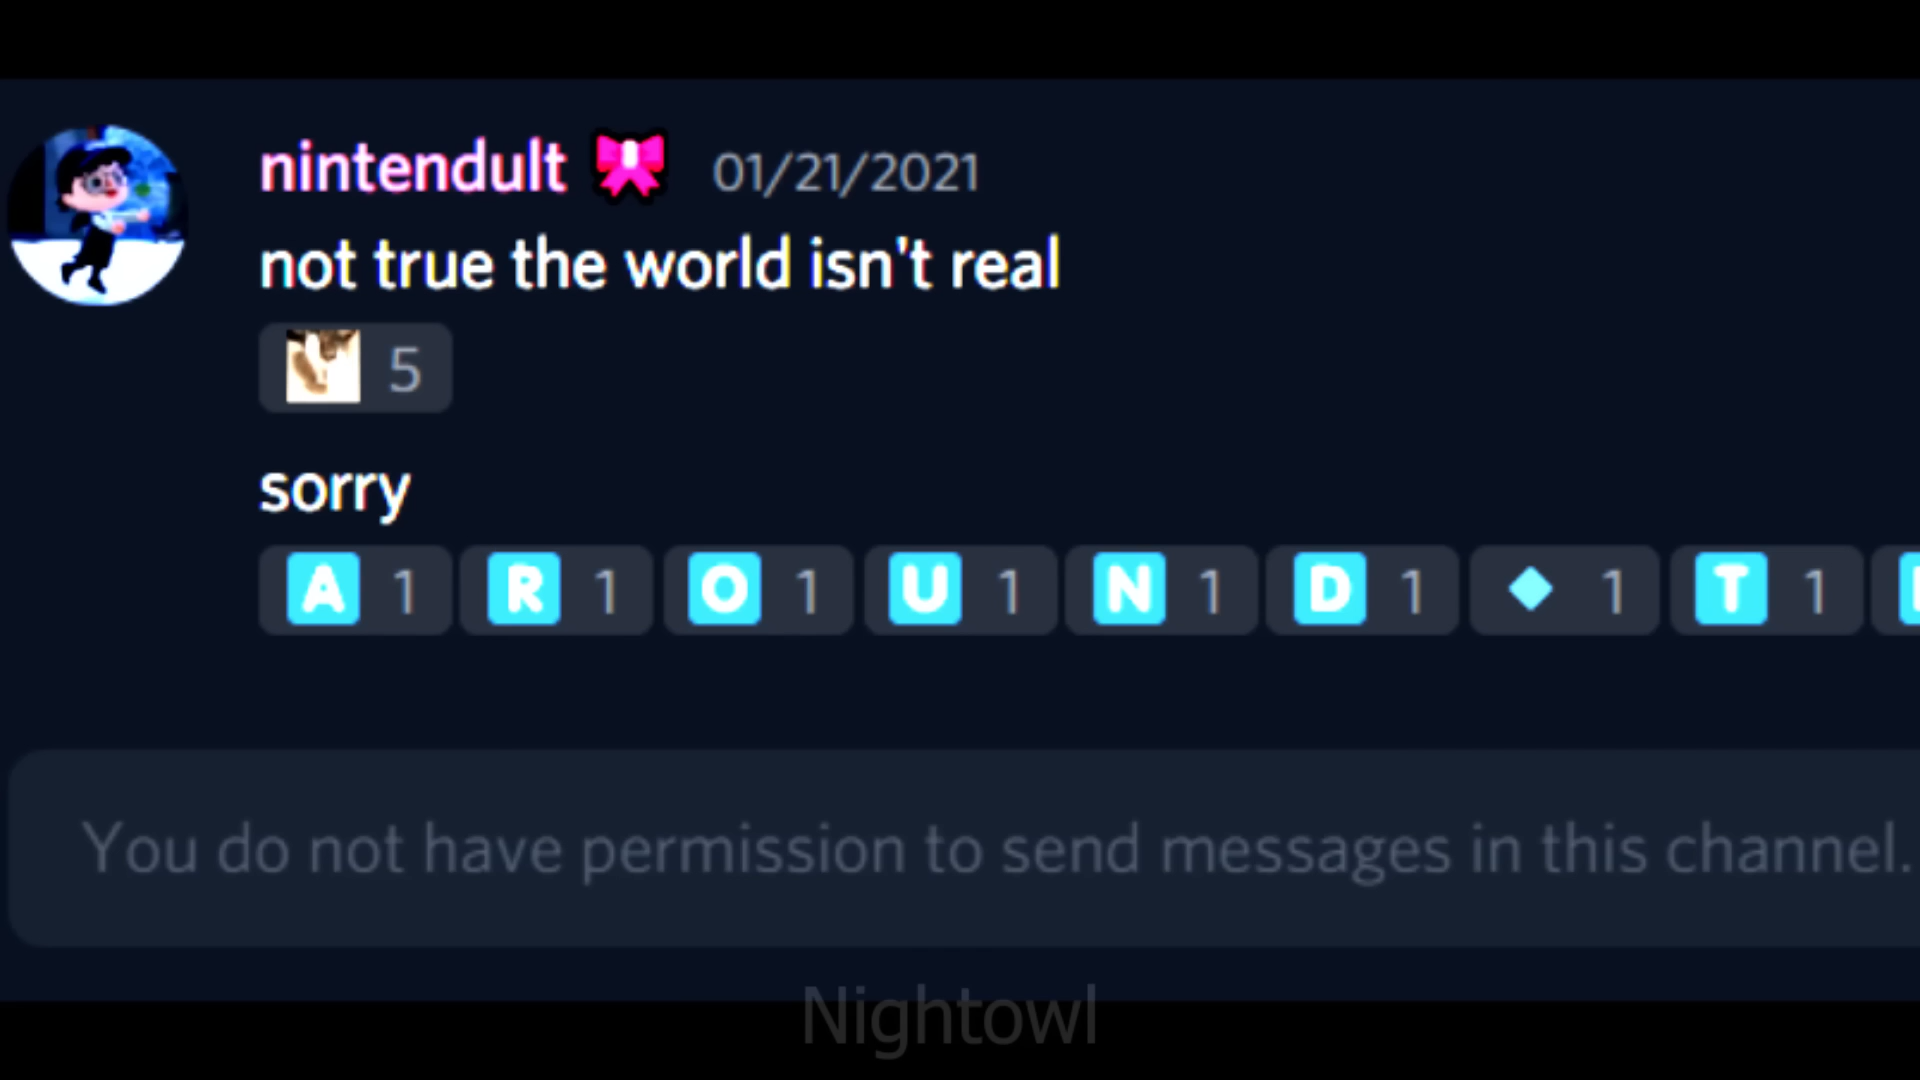 nintendult 01/21/2021
not true the world isn't real
5
sorry
A 1 R 1 O 1 U 1 N 1 D 1 1 T 1
You do not have permission to send messages in this channel.
Nightowl